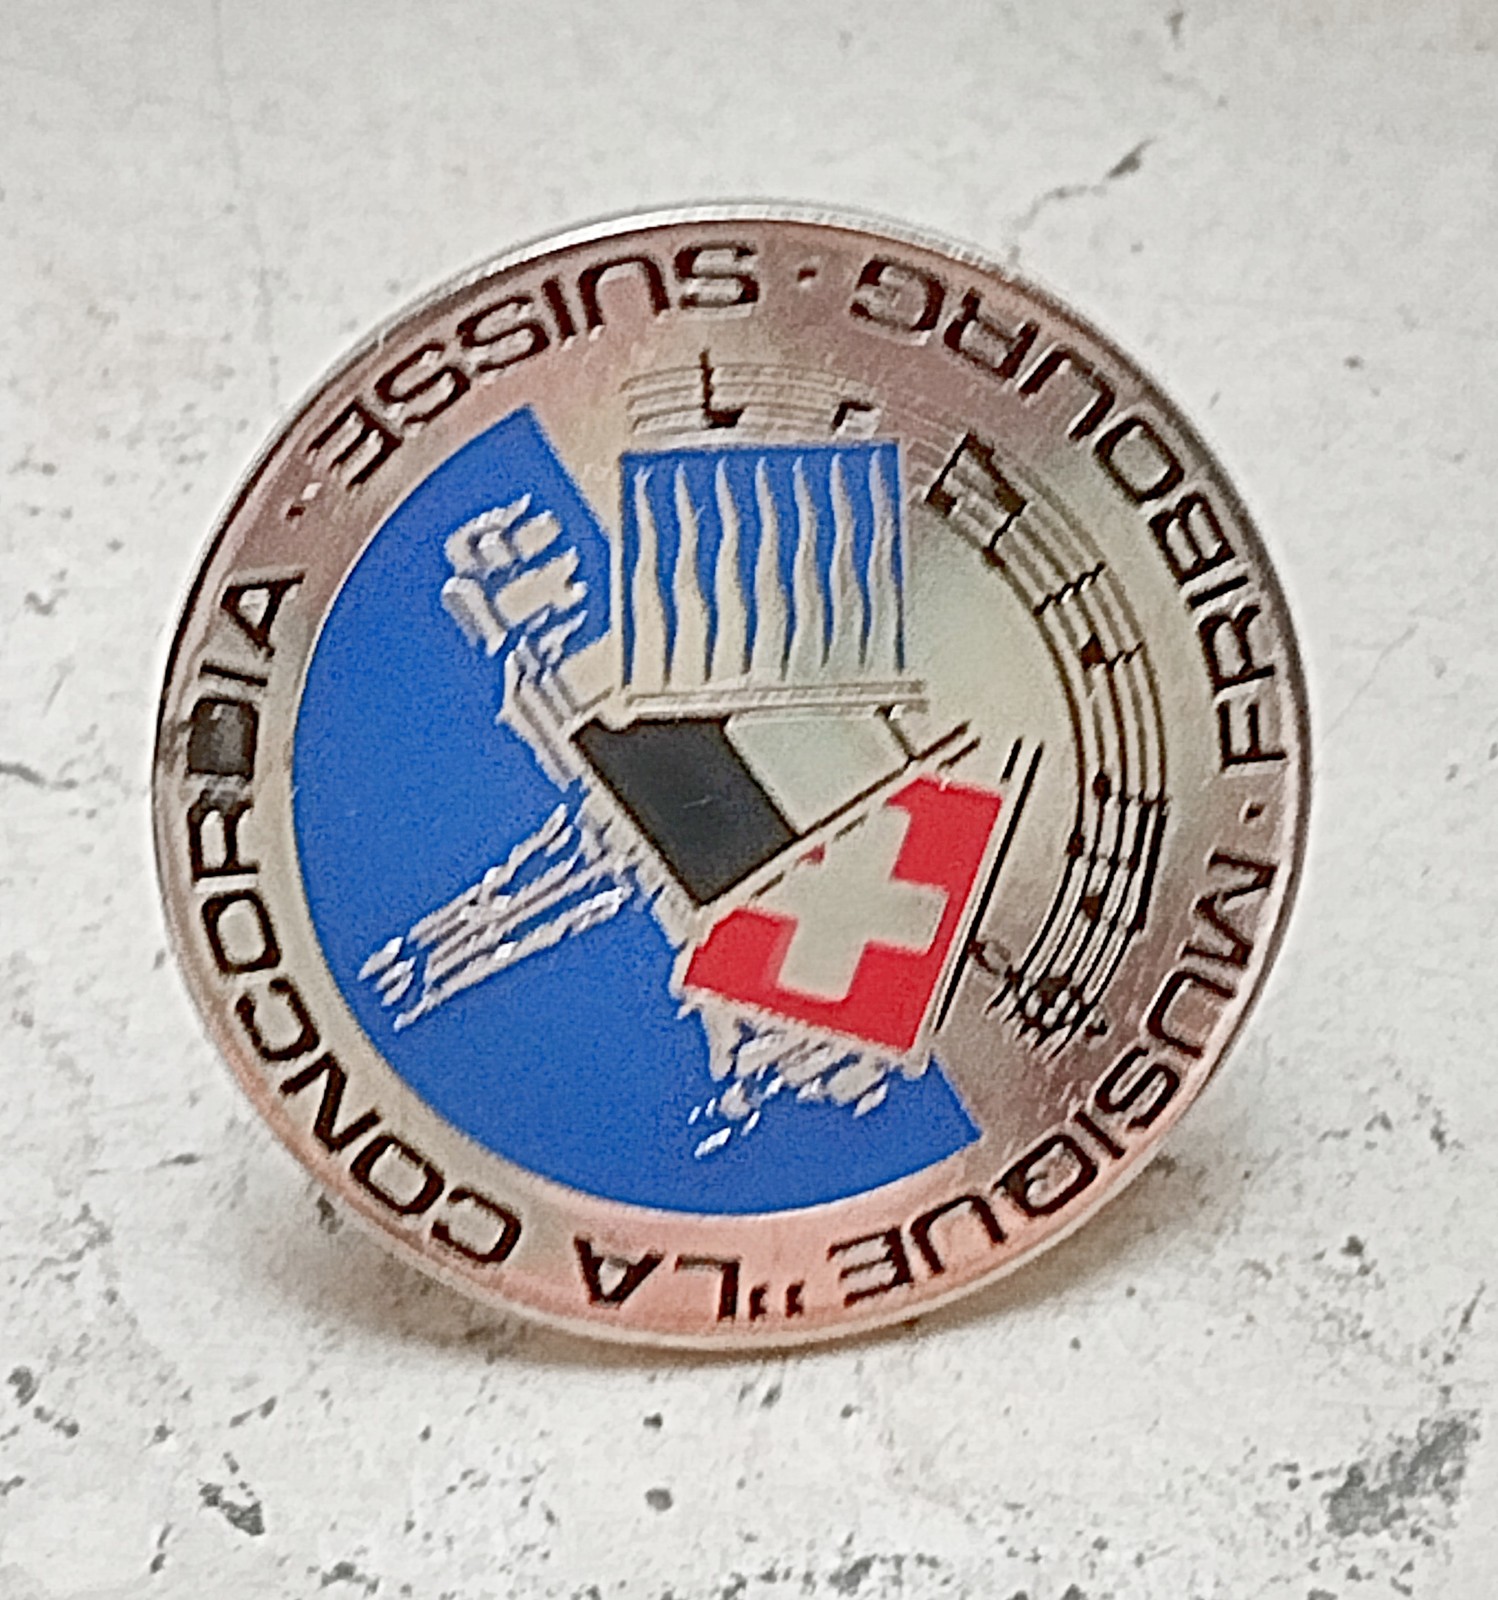 MUSIQUE "LA CONCORDIA"
FRIBOURG · SUISSE